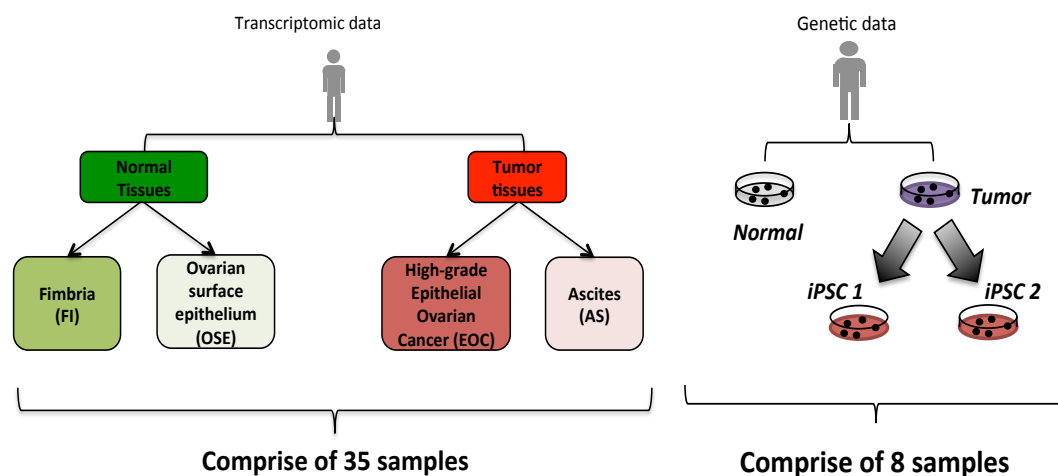 Transcriptomic data
Normal
Tissues
Tumor
tissues
Fimbria
(FI)
Ovarian
surface
epithelium
(OSE)
High-grade
Epithelial
Ovarian
Cancer (EOC)
Ascites
(AS)
Comprise of 35 samples
Genetic data
Normal
Tumor
iPSC 1
iPSC 2
Comprise of 8 samples